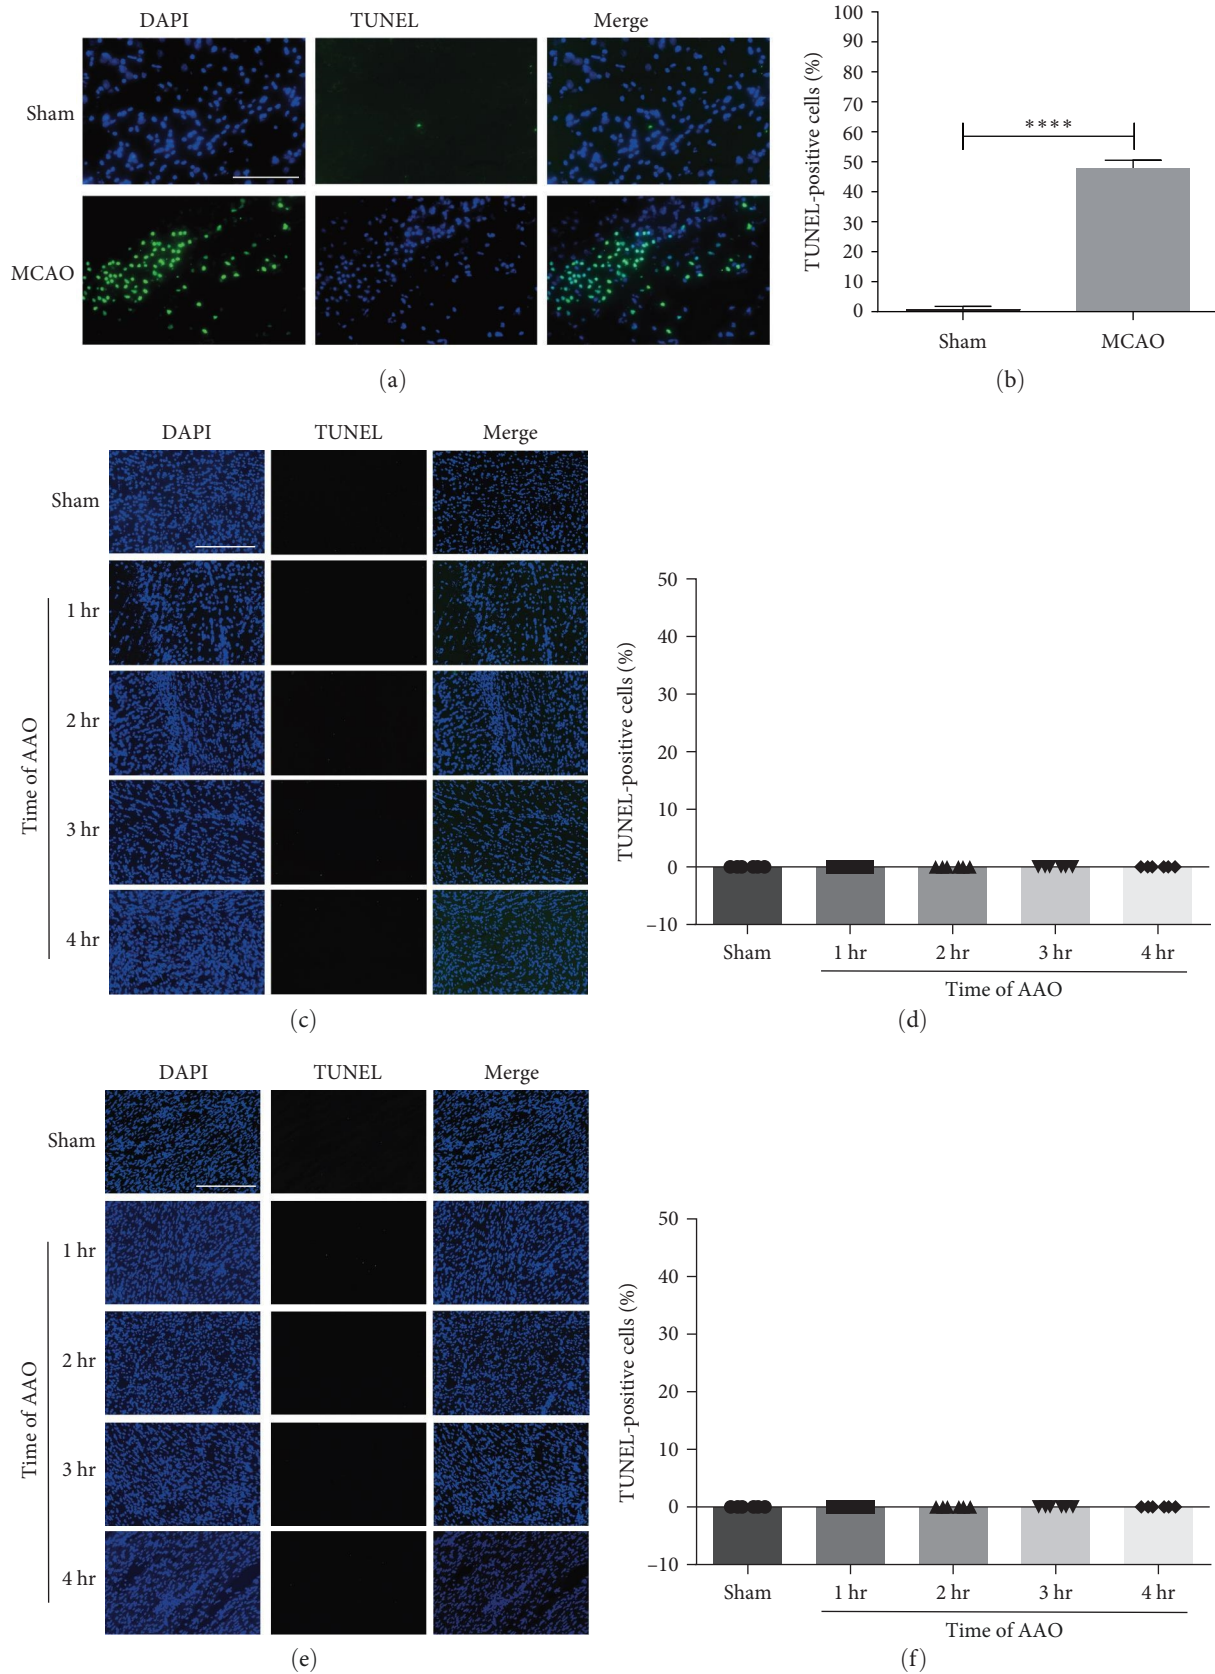 DAPI TUNEL Merge
Sham
MCAO
(a)
TUNEL-positive cells (%)
100
90
80
70
60
50
40
30
20
10
0
****
Sham MCAO
(b)
DAPI TUNEL Merge
Sham
Time of AAO
1 hr
2 hr
3 hr
4 hr
(c)
TUNEL-positive cells (%)
50
40
30
20
10
0
–10
Sham 1 hr 2 hr 3 hr 4 hr
Time of AAO
(d)
DAPI TUNEL Merge
Sham
Time of AAO
1 hr
2 hr
3 hr
4 hr
(e)
TUNEL-positive cells (%)
50
40
30
20
10
0
–10
Sham 1 hr 2 hr 3 hr 4 hr
Time of AAO
(f)